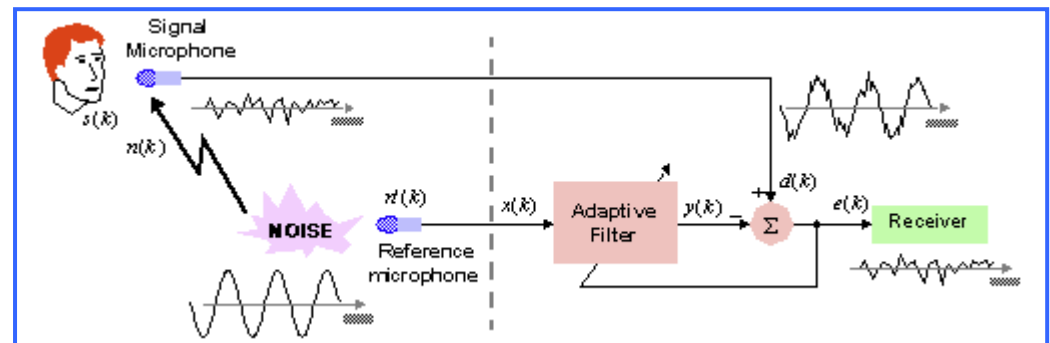 Signal
Microphone
s(k)
n(k)
NOISE
n'(k)
Reference
microphone
x(k)
Adaptive
Filter
y(k)
–
+
d(k)
Σ
e(k)
Receiver